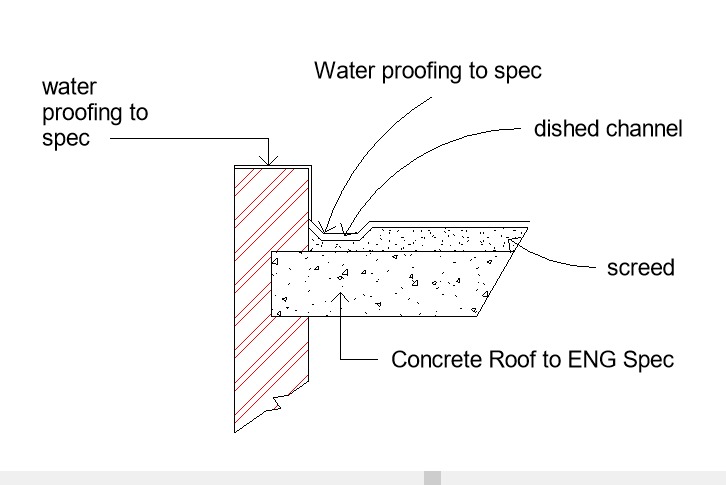 Water proofing to spec
water
proofing to
spec
dished channel
screed
Concrete Roof to ENG Spec